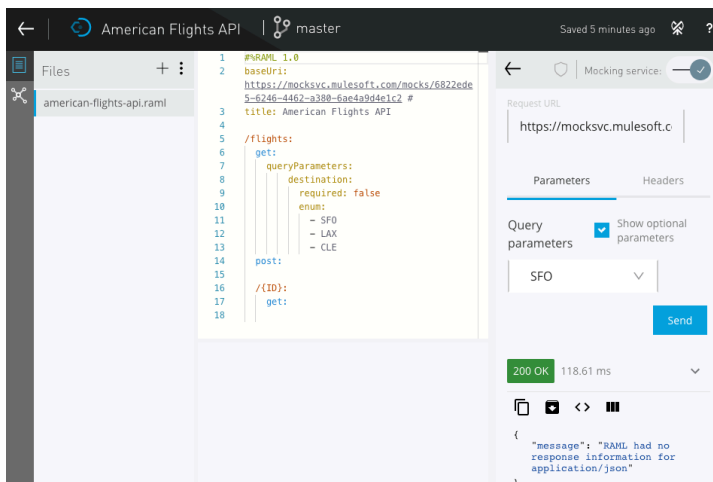 American Flights API
master
Saved 5 minutes ago
?
Files
american-flights-api.raml
1 #%RAML 1.0
2 baseUri:
https://mocksvc.mulesoft.com/mocks/6822ede
5-6246-4462-a380-6ae4a9d4e1c2 #
3 title: American Flights API
4
5 /flights:
6 get:
7 queryParameters:
8 destination:
9 required: false
10 enum:
11 - SFO
12 - LAX
13 - CLE
14 post:
15
16 /{ID}:
17 get:
18
Mocking service:
Request URL
https://mocksvc.mulesoft.c
Parameters Headers
Query
parameters
Show optional
parameters
SFO
Send
200 OK 118.61 ms
{
"message": "RAML had no
response information for
application/json"
}